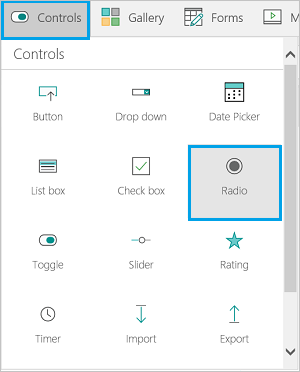 Controls Gallery Forms M
Controls
Button Drop down Date Picker
List box Check box Radio
Toggle Slider Rating
Timer Import Export